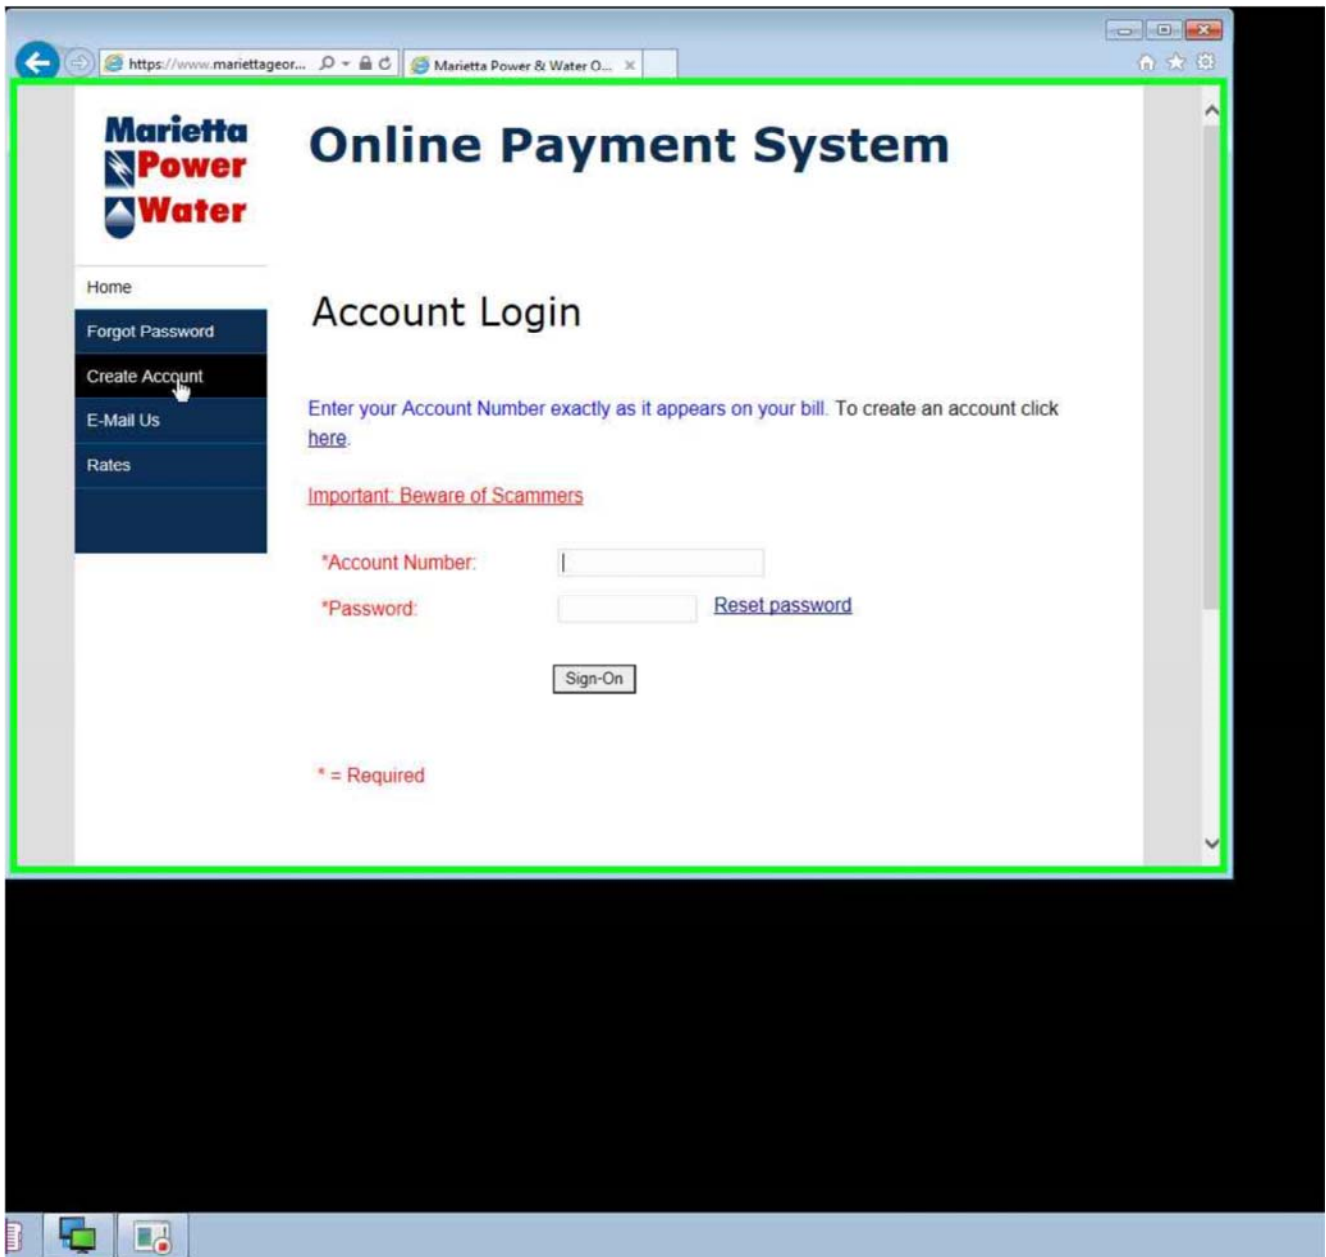 https://www.mariettageor...
Marietta Power & Water O...
Marietta
Power
Water
Online Payment System
Home
Forgot Password
Create Account
E-Mail Us
Rates
Account Login
Enter your Account Number exactly as it appears on your bill. To create an account click
here.
Important: Beware of Scammers
*Account Number:
*Password:
Reset password
Sign-On
* = Required